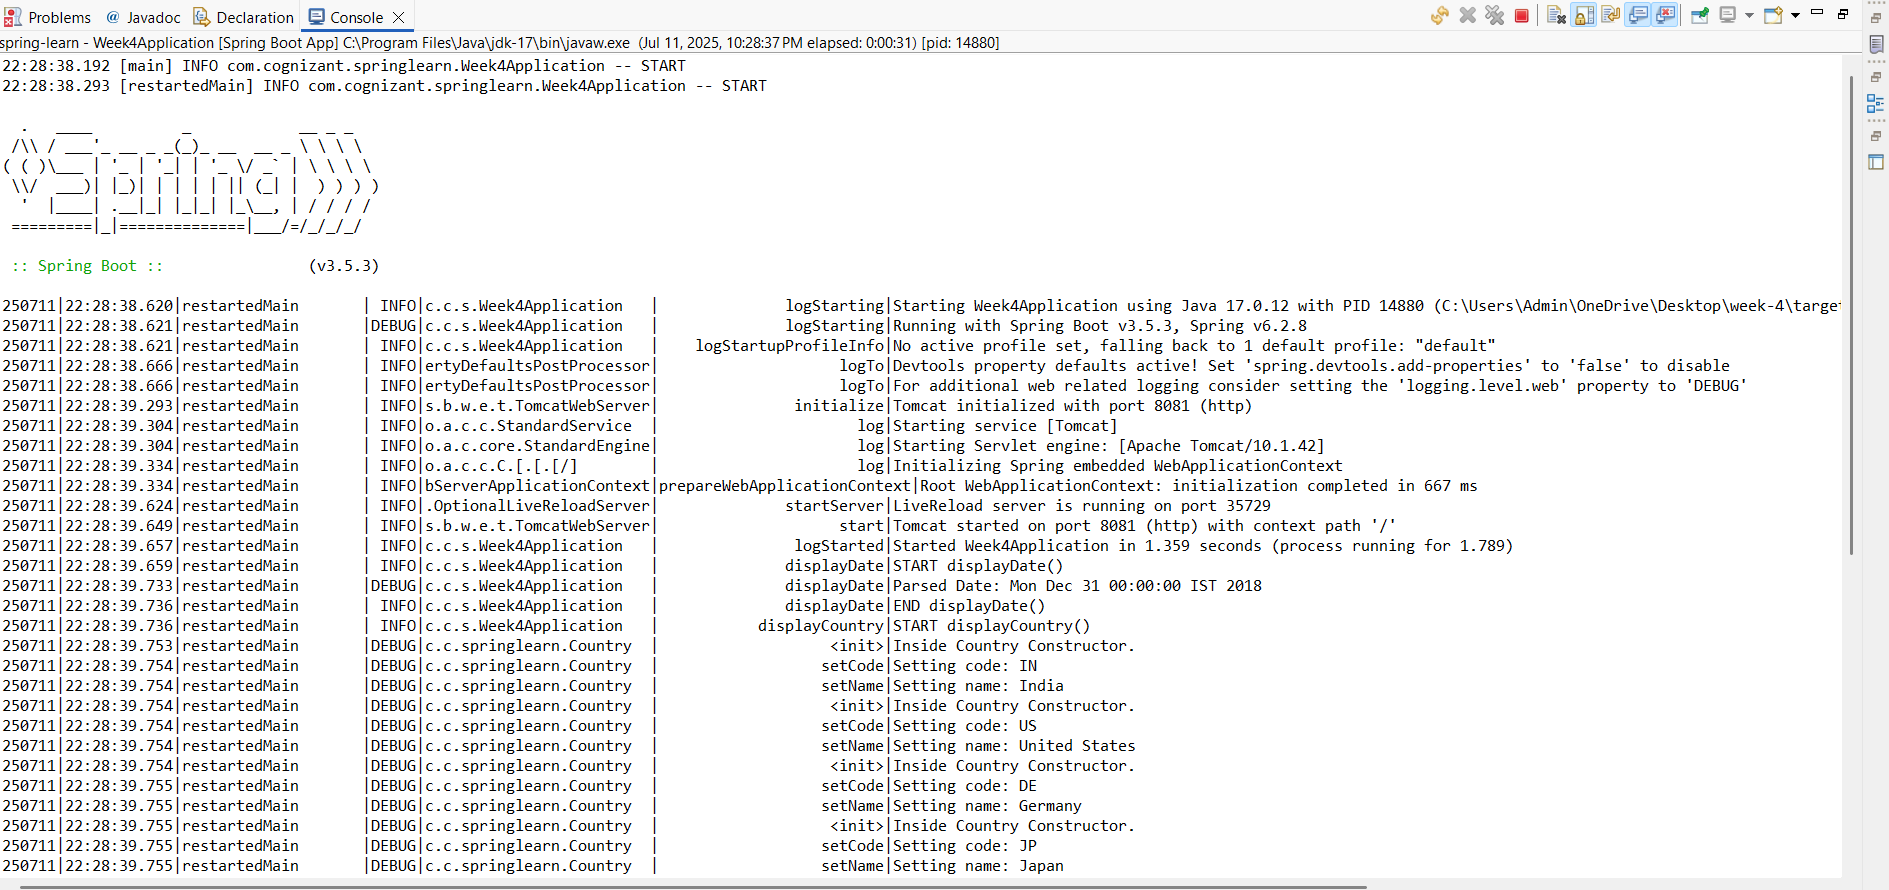 Problems @ Javadoc Declaration Console
spring-learn - Week4Application [Spring Boot App] C:\Program Files\Java\jdk-17\bin\javaw.exe (Jul 11, 2025, 10:28:37 PM elapsed: 0:00:31) [pid: 14880]
22:28:38.192 [main] INFO com.cognizant.springlearn.Week4Application -- START
22:28:38.293 [restartedMain] INFO com.cognizant.springlearn.Week4Application -- START
  .   ____          _            __ _ _
 /\\ / ___'_ __ _ _(_)_ __  __ _ \ \ \ \
( ( )\___ | '_ | '_| | '_ \/ _` | \ \ \ \
 \\/  ___)| |_)| | | | | || (_| |  ) ) ) )
  '  |____| .__|_| |_|_| |_\__, | / / / /
 =========|_|==============|___/=/_/_/_/
 :: Spring Boot ::                (v3.5.3)
250711|22:28:38.620|restartedMain       | INFO|c.c.s.Week4Application   |              logStarting|Starting Week4Application using Java 17.0.12 with PID 14880 (C:\Users\Admin\OneDrive\Desktop\week-4\target
250711|22:28:38.621|restartedMain       |DEBUG|c.c.s.Week4Application   |              logStarting|Running with Spring Boot v3.5.3, Spring v6.2.8
250711|22:28:38.621|restartedMain       | INFO|c.c.s.Week4Application   |    logStartupProfileInfo|No active profile set, falling back to 1 default profile: "default"
250711|22:28:38.666|restartedMain       | INFO|ertyDefaultsPostProcessor|                    logTo|Devtools property defaults active! Set 'spring.devtools.add-properties' to 'false' to disable
250711|22:28:38.666|restartedMain       | INFO|ertyDefaultsPostProcessor|                    logTo|For additional web related logging consider setting the 'logging.level.web' property to 'DEBUG'
250711|22:28:39.293|restartedMain       | INFO|s.b.w.e.t.TomcatWebServer|               initialize|Tomcat initialized with port 8081 (http)
250711|22:28:39.304|restartedMain       | INFO|o.a.c.c.StandardService  |                      log|Starting service [Tomcat]
250711|22:28:39.304|restartedMain       | INFO|o.a.c.core.StandardEngine|                      log|Starting Servlet engine: [Apache Tomcat/10.1.42]
250711|22:28:39.334|restartedMain       | INFO|o.a.c.c.C.[.[.[/]        |                      log|Initializing Spring embedded WebApplicationContext
250711|22:28:39.334|restartedMain       | INFO|bServerApplicationContext|prepareWebApplicationContext|Root WebApplicationContext: initialization completed in 667 ms
250711|22:28:39.624|restartedMain       | INFO|.OptionalLiveReloadServer|              startServer|LiveReload server is running on port 35729
250711|22:28:39.649|restartedMain       | INFO|s.b.w.e.t.TomcatWebServer|                    start|Tomcat started on port 8081 (http) with context path '/'
250711|22:28:39.657|restartedMain       | INFO|c.c.s.Week4Application   |               logStarted|Started Week4Application in 1.359 seconds (process running for 1.789)
250711|22:28:39.659|restartedMain       | INFO|c.c.s.Week4Application   |              displayDate|START displayDate()
250711|22:28:39.733|restartedMain       |DEBUG|c.c.s.Week4Application   |              displayDate|Parsed Date: Mon Dec 31 00:00:00 IST 2018
250711|22:28:39.736|restartedMain       | INFO|c.c.s.Week4Application   |              displayDate|END displayDate()
250711|22:28:39.736|restartedMain       | INFO|c.c.s.Week4Application   |           displayCountry|START displayCountry()
250711|22:28:39.753|restartedMain       |DEBUG|c.c.springlearn.Country  |                   <init>|Inside Country Constructor.
250711|22:28:39.754|restartedMain       |DEBUG|c.c.springlearn.Country  |                  setCode|Setting code: IN
250711|22:28:39.754|restartedMain       |DEBUG|c.c.springlearn.Country  |                  setName|Setting name: India
250711|22:28:39.754|restartedMain       |DEBUG|c.c.springlearn.Country  |                   <init>|Inside Country Constructor.
250711|22:28:39.754|restartedMain       |DEBUG|c.c.springlearn.Country  |                  setCode|Setting code: US
250711|22:28:39.754|restartedMain       |DEBUG|c.c.springlearn.Country  |                  setName|Setting name: United States
250711|22:28:39.754|restartedMain       |DEBUG|c.c.springlearn.Country  |                   <init>|Inside Country Constructor.
250711|22:28:39.755|restartedMain       |DEBUG|c.c.springlearn.Country  |                  setCode|Setting code: DE
250711|22:28:39.755|restartedMain       |DEBUG|c.c.springlearn.Country  |                  setName|Setting name: Germany
250711|22:28:39.755|restartedMain       |DEBUG|c.c.springlearn.Country  |                   <init>|Inside Country Constructor.
250711|22:28:39.755|restartedMain       |DEBUG|c.c.springlearn.Country  |                  setCode|Setting code: JP
250711|22:28:39.755|restartedMain       |DEBUG|c.c.springlearn.Country  |                  setName|Setting name: Japan